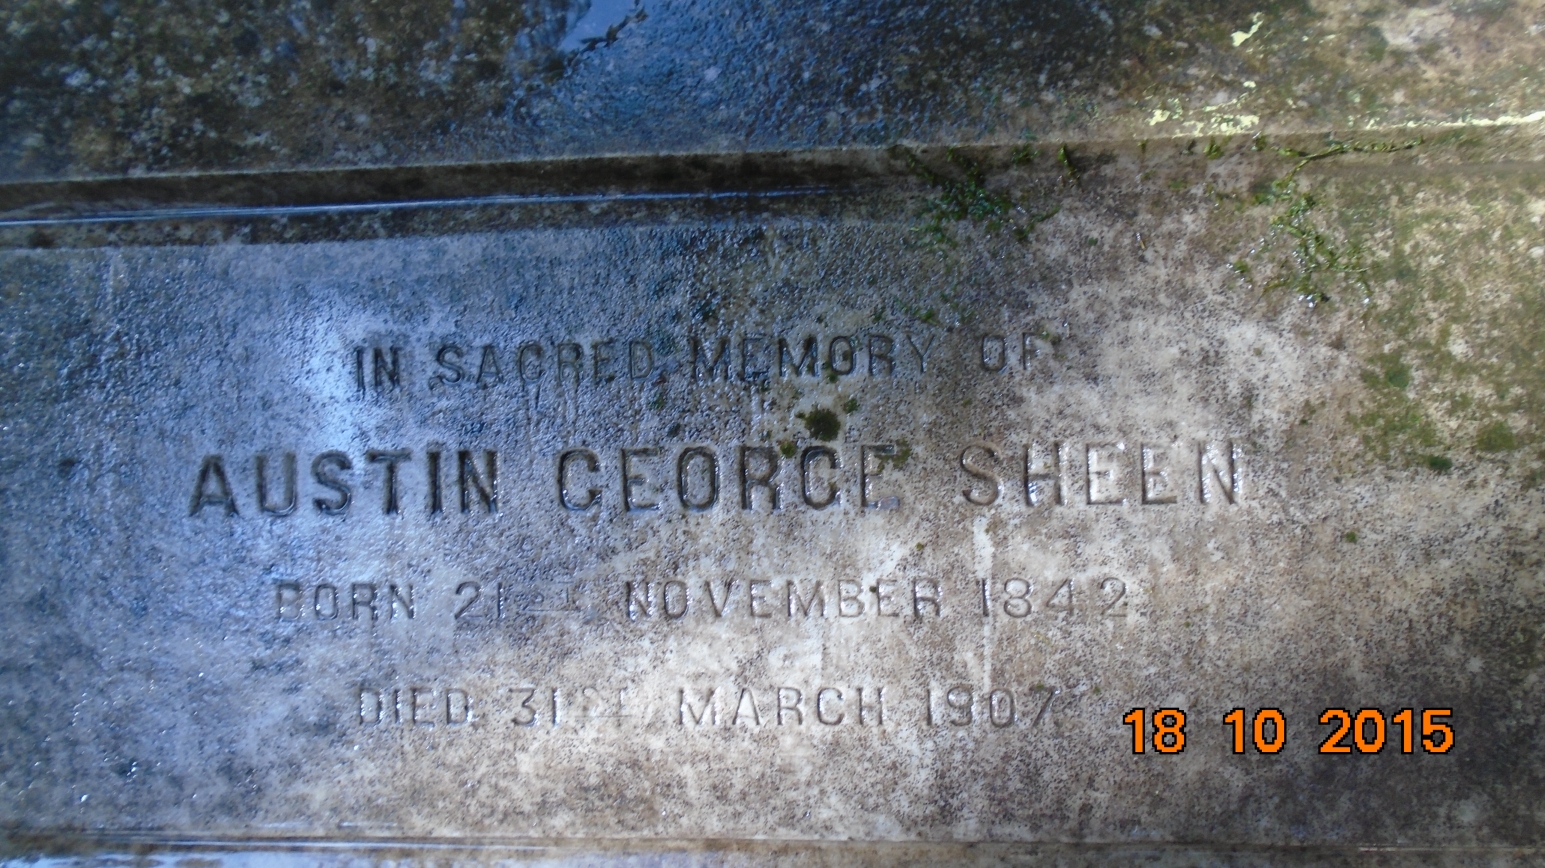 IN SACRED MEMORY OF
AUSTIN GEORGE SHEEN
BORN 21ST NOVEMBER 1842
DIED 31ST MARCH 1907
18 10 2015